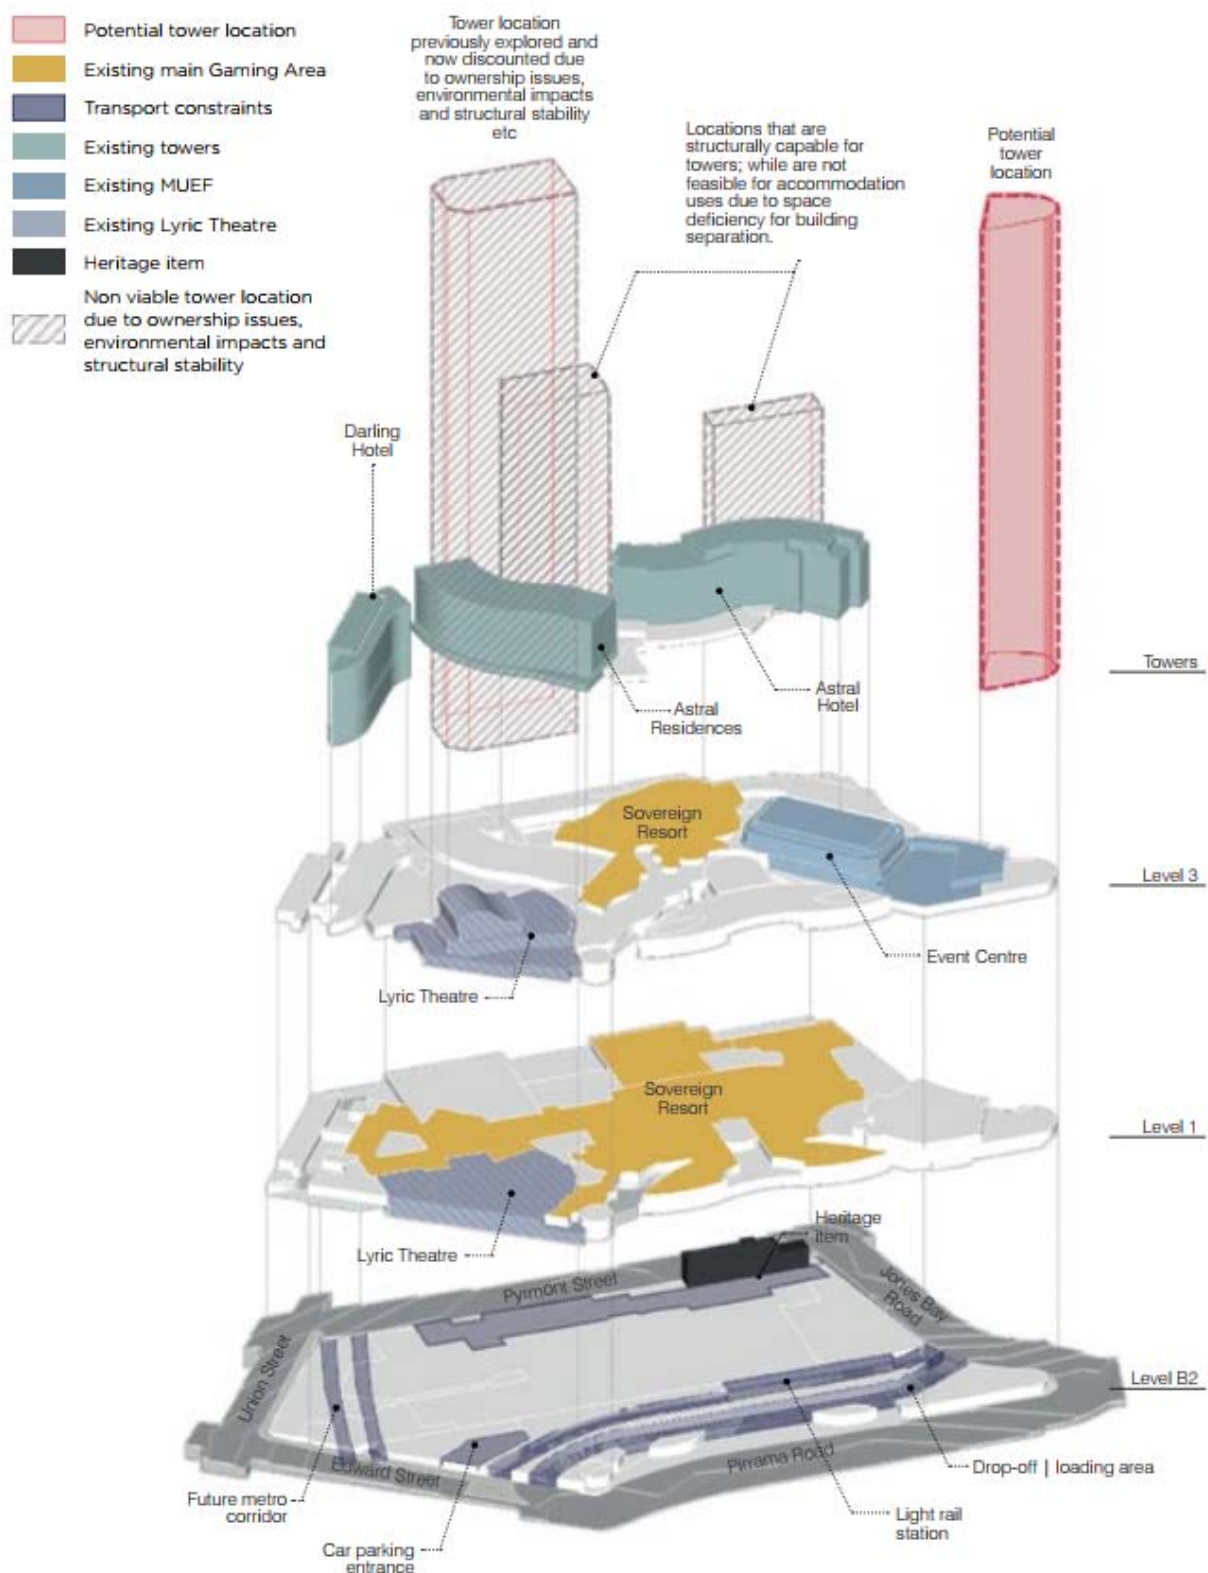 Potential tower location
Existing main Gaming Area
Transport constraints
Existing towers
Existing MUEF
Existing Lyric Theatre
Heritage item
Non viable tower location
due to ownership issues,
environmental impacts and
structural stability
Tower location
previously explored and
now discounted due
to ownership issues,
environmental impacts
and structural stability
etc
Locations that are
structurally capable for
towers; while are not
feasible for accommodation
uses due to space
deficiency for building
separation.
Potential
tower
location
Darling
Hotel
Astral
Residences
Astral
Hotel
Towers
Sovereign
Resort
Level 3
Event Centre
Lyric Theatre
Sovereign
Resort
Level 1
Lyric Theatre
Heritage
item
Pyrmont Street
Jones Bay
Road
Union Street
Level B2
Edward Street
Pirrama Road
Drop-off | loading area
Future metro
corridor
Light rail
station
Car parking
entrance